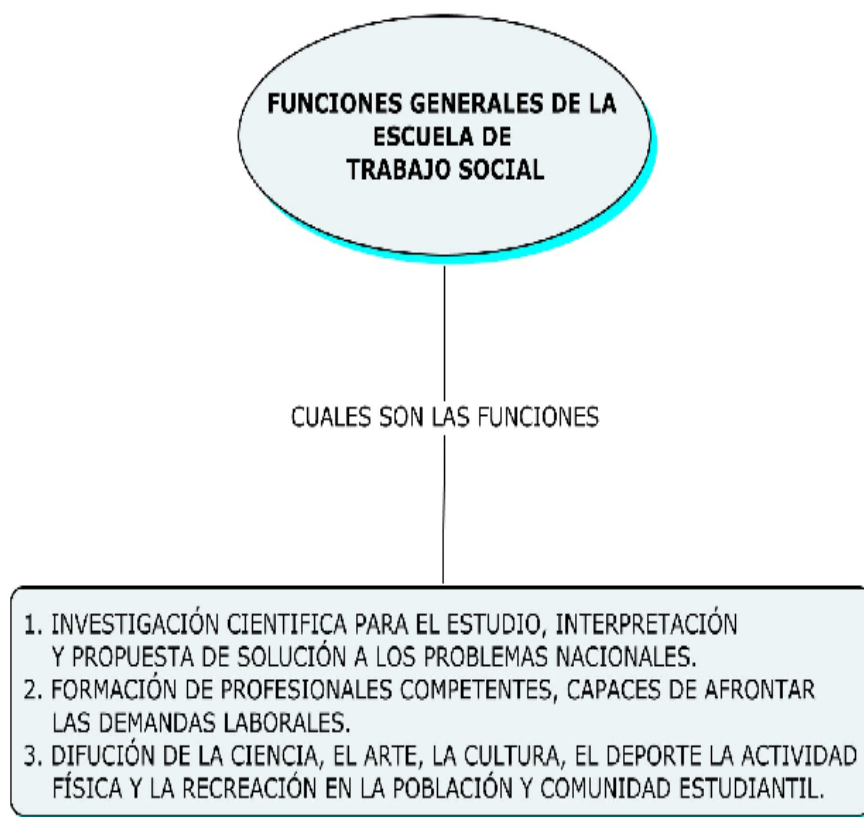 FUNCIONES GENERALES DE LA
ESCUELA DE
TRABAJO SOCIAL
CUALES SON LAS FUNCIONES
1. INVESTIGACIÓN CIENTIFICA PARA EL ESTUDIO, INTERPRETACIÓN
Y PROPUESTA DE SOLUCIÓN A LOS PROBLEMAS NACIONALES.
2. FORMACIÓN DE PROFESIONALES COMPETENTES, CAPACES DE AFRONTAR
LAS DEMANDAS LABORALES.
3. DIFUCIÓN DE LA CIENCIA, EL ARTE, LA CULTURA, EL DEPORTE LA ACTIVIDAD
FÍSICA Y LA RECREACIÓN EN LA POBLACIÓN Y COMUNIDAD ESTUDIANTIL.